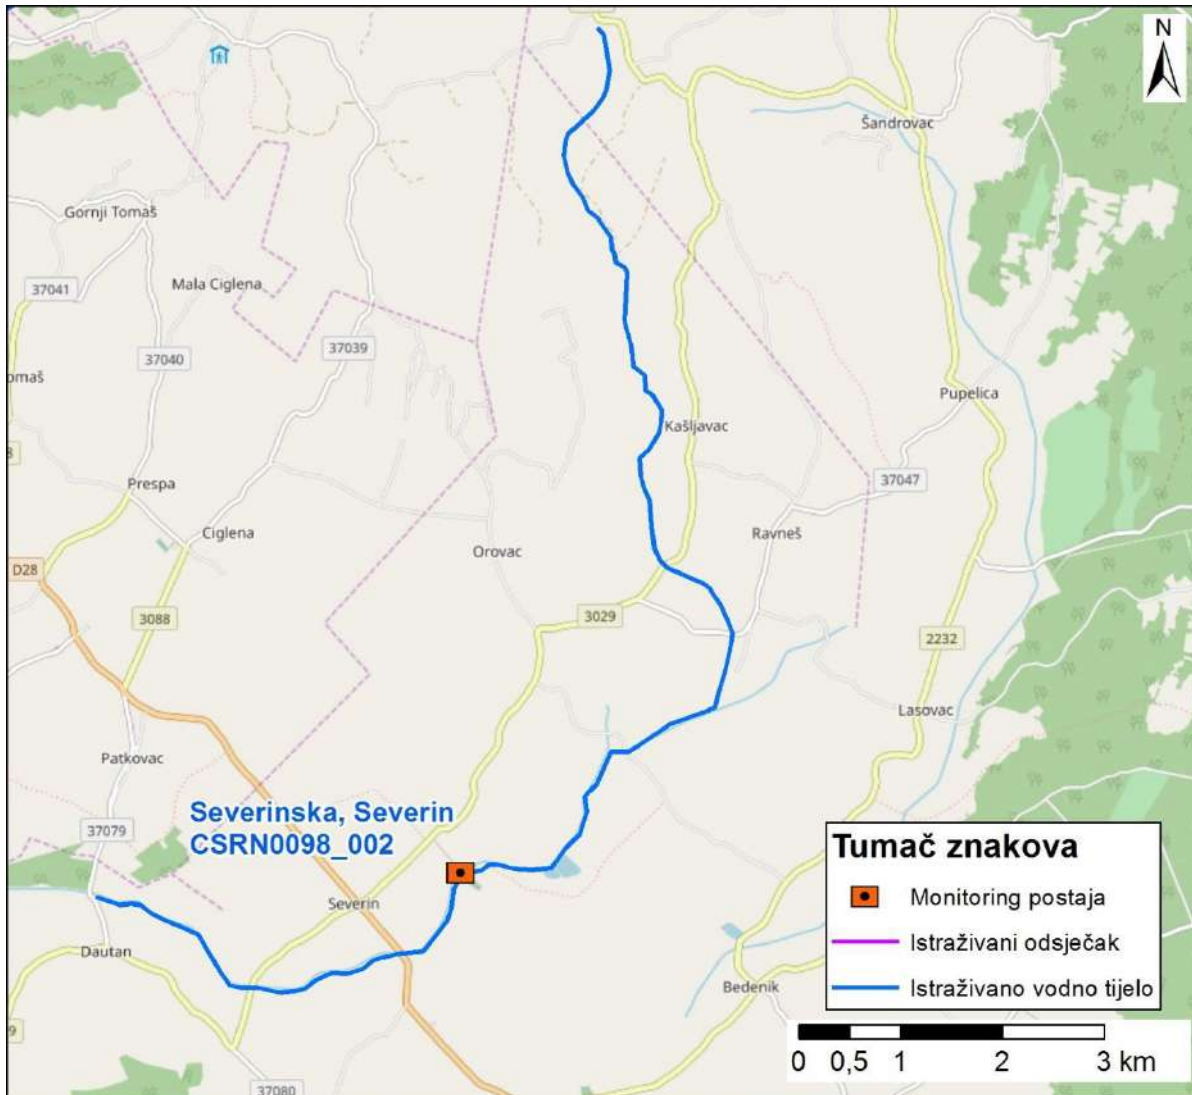 N
Šandrovac
Gornji Tomaš
Mala Ciglena
37041
37039
37040
omaš
Pupelica
Kašljavac
37047
Prespa
Ciglena
Ravneš
Orovac
D28
3029
3088
2232
Lasovac
Patkovac
Severinska, Severin
CSRN0098_002
37079
Severin
Dautan
Bedenik
37080
Tumač znakova
Monitoring postaja
Istraživani odsječak
Istraživano vodno tijelo
0 0,5 1 2 3 km